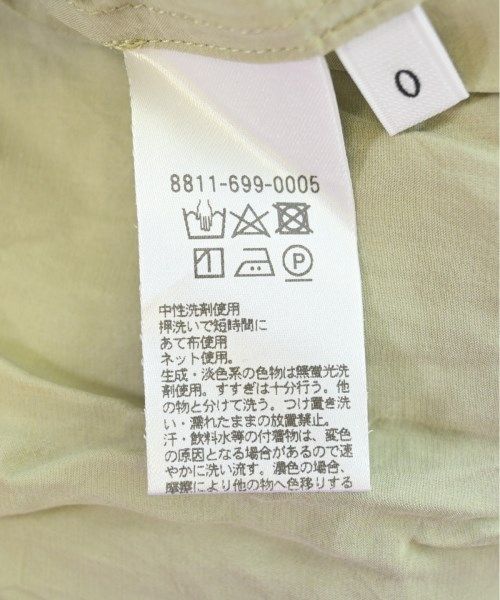 0
8811-699-0005
P
中性洗剤使用
押洗いで短時間に
あて布使用
ネット使用。
生成・淡色系の色物は無蛍光洗
剤使用。すすぎは十分行う。他
の物と分けて洗う。つけ置き洗
い・濡れたままの放置禁止。
汗・飲料水等の付着物は、変色
の原因となる場合があるので速
やかに洗い流す。濃色の場合、
摩擦により他の物へ色移りする